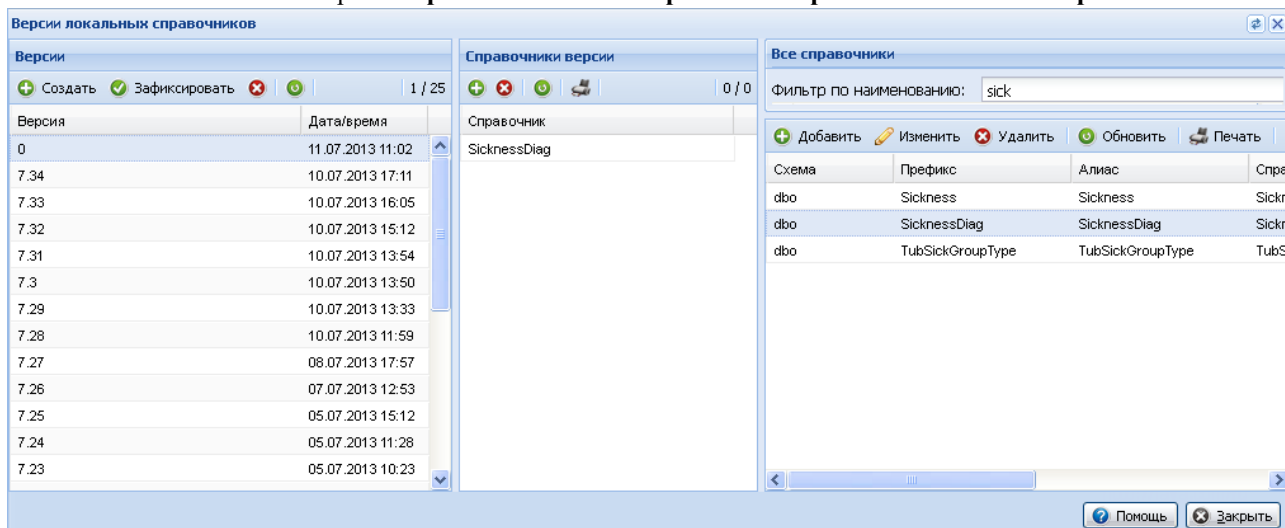 Версии локальных справочников
Версии
Создать Зафиксировать 1 / 25
Версия Дата/время
0 11.07.2013 11:02
7.34 10.07.2013 17:11
7.33 10.07.2013 16:05
7.32 10.07.2013 15:12
7.31 10.07.2013 13:54
7.3 10.07.2013 13:50
7.29 10.07.2013 13:33
7.28 10.07.2013 11:59
7.27 08.07.2013 17:57
7.26 07.07.2013 12:53
7.25 05.07.2013 15:12
7.24 05.07.2013 11:28
7.23 05.07.2013 10:23
Справочники версии
0 / 0
Справочник
SicknessDiag
Все справочники
Фильтр по наименованию: sick
Добавить Изменить Удалить Обновить Печать
Схема Префикс Алиас Спра
dbo Sickness Sickness
dbo SicknessDiag SicknessDiag
dbo TubSickGroupType TubSickGroupType
Помощь Закрыть